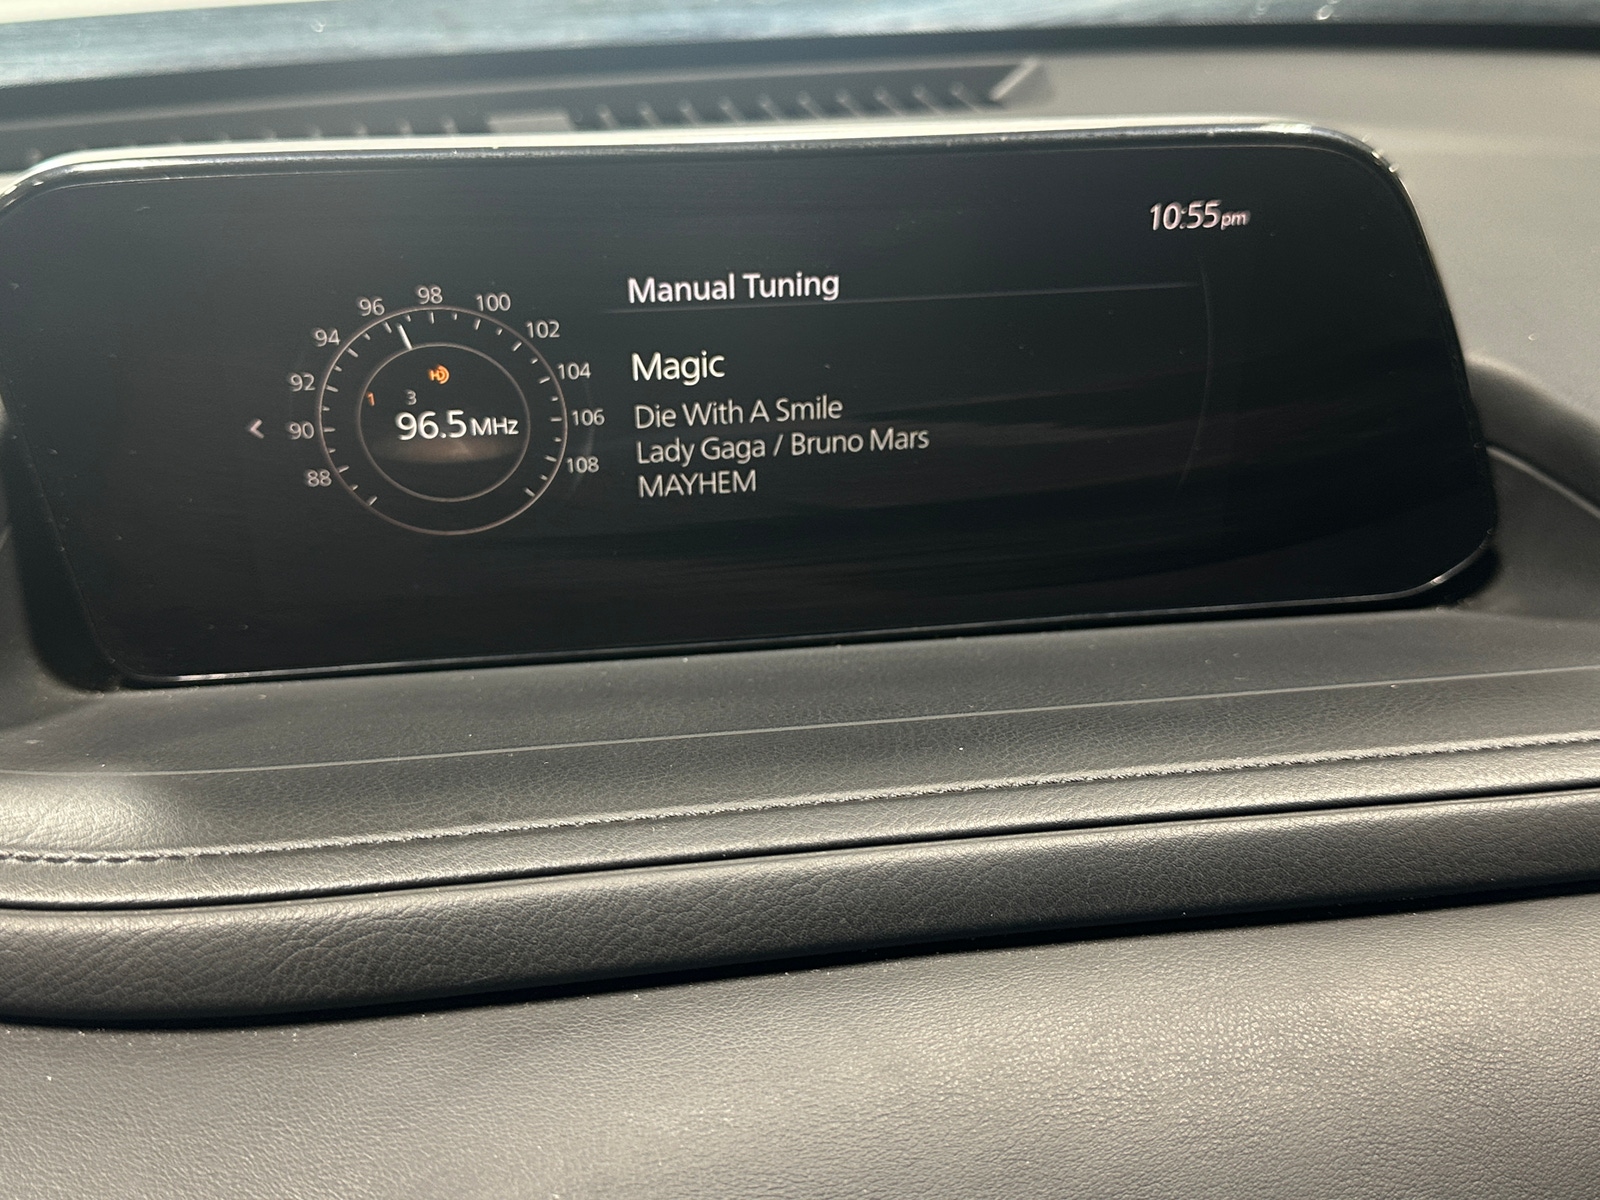 10:55pm
Manual Tuning
88
90
92
94
96
98
100
102
104
106
108
HD
1 3
96.5 MHz
Magic
Die With A Smile
Lady Gaga / Bruno Mars
MAYHEM